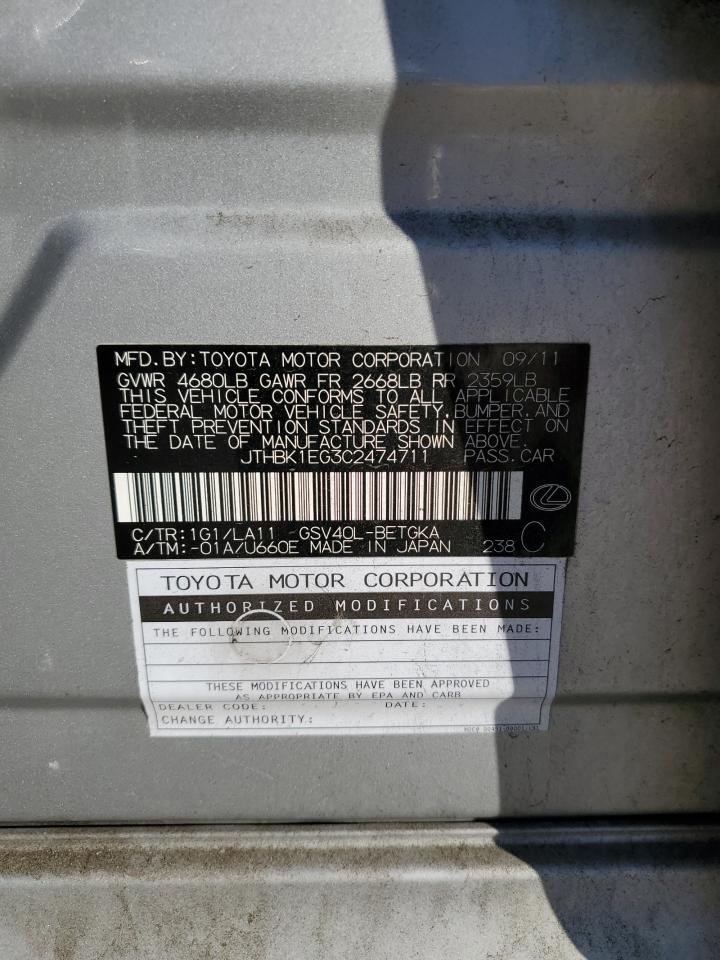 MFD. BY: TOYOTA MOTOR CORPORATION 09/11
GVWR 4680LB GAWR FR 2668LB RR 2359LB
THIS VEHICLE CONFORMS TO ALL APPLICABLE
FEDERAL MOTOR VEHICLE SAFETY, BUMPER, AND
THEFT PREVENTION STANDARDS IN EFFECT ON
THE DATE OF MANUFACTURE SHOWN ABOVE.
JTHBK1EG3C2474711 PASS. CAR
C/TR: 1G1/LA11 GSV40L-BETGKA
A/TM: -01A/U660E MADE IN JAPAN 238 C
TOYOTA MOTOR CORPORATION
AUTHORIZED MODIFICATIONS
THE FOLLOWING MODIFICATIONS HAVE BEEN MADE:
THESE MODIFICATIONS HAVE BEEN APPROVED
AS APPROPRIATE BY EPA AND CARB
DEALER CODE: DATE:
CHANGE AUTHORITY: